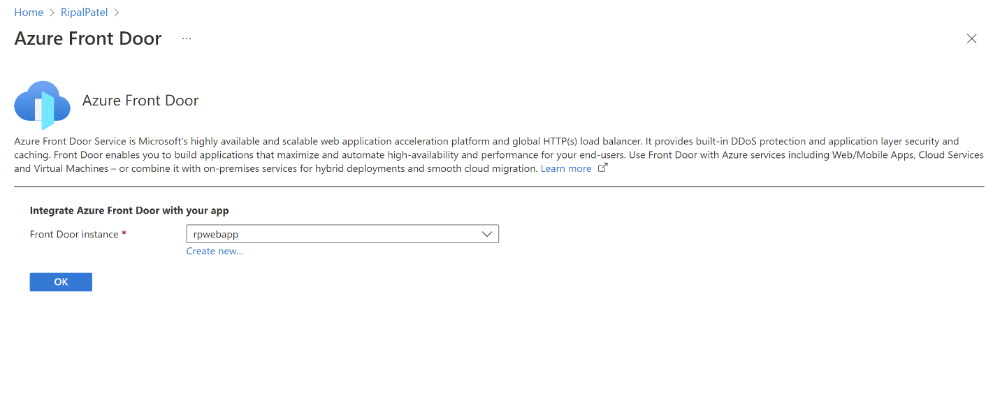 Home > RipalPatel >
Azure Front Door ...
Azure Front Door
Azure Front Door Service is Microsoft's highly available and scalable web application acceleration platform and global HTTP(s) load balancer. It provides built-in DDoS protection and application layer security and
caching. Front Door enables you to build applications that maximize and automate high-availability and performance for your end-users. Use Front Door with Azure services including Web/Mobile Apps, Cloud Services
and Virtual Machines – or combine it with on-premises services for hybrid deployments and smooth cloud migration. Learn more
Integrate Azure Front Door with your app
Front Door instance * rpwebapp
Create new...
OK